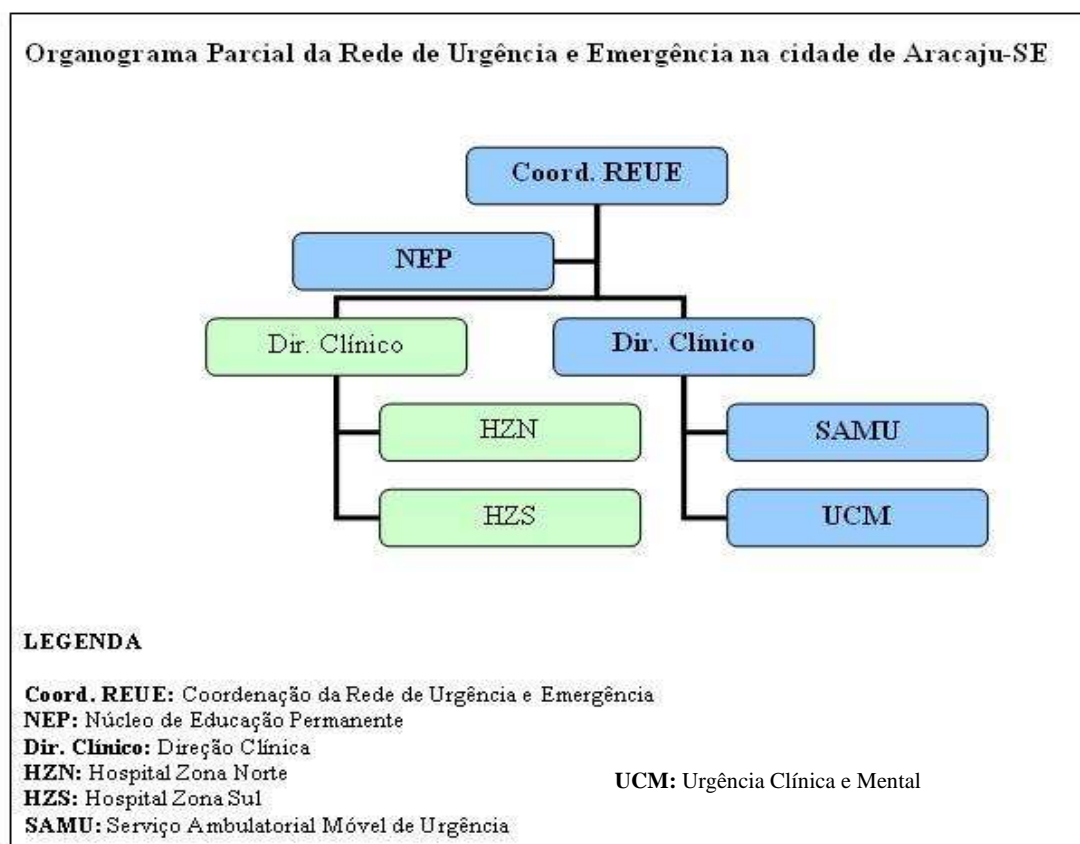 Organograma Parcial da Rede de Urgência e Emergência na cidade de Aracaju-SE
Coord. REUE
NEP
Dir. Clínico
Dir. Clínico
HZN
SAMU
HZS
UCM
LEGENDA
Coord. REUE: Coordenação da Rede de Urgência e Emergência
NEP: Núcleo de Educação Permanente
Dir. Clínico: Direção Clínica
HZN: Hospital Zona Norte
HZS: Hospital Zona Sul
SAMU: Serviço Ambulatorial Móvel de Urgência
UCM: Urgência Clínica e Mental